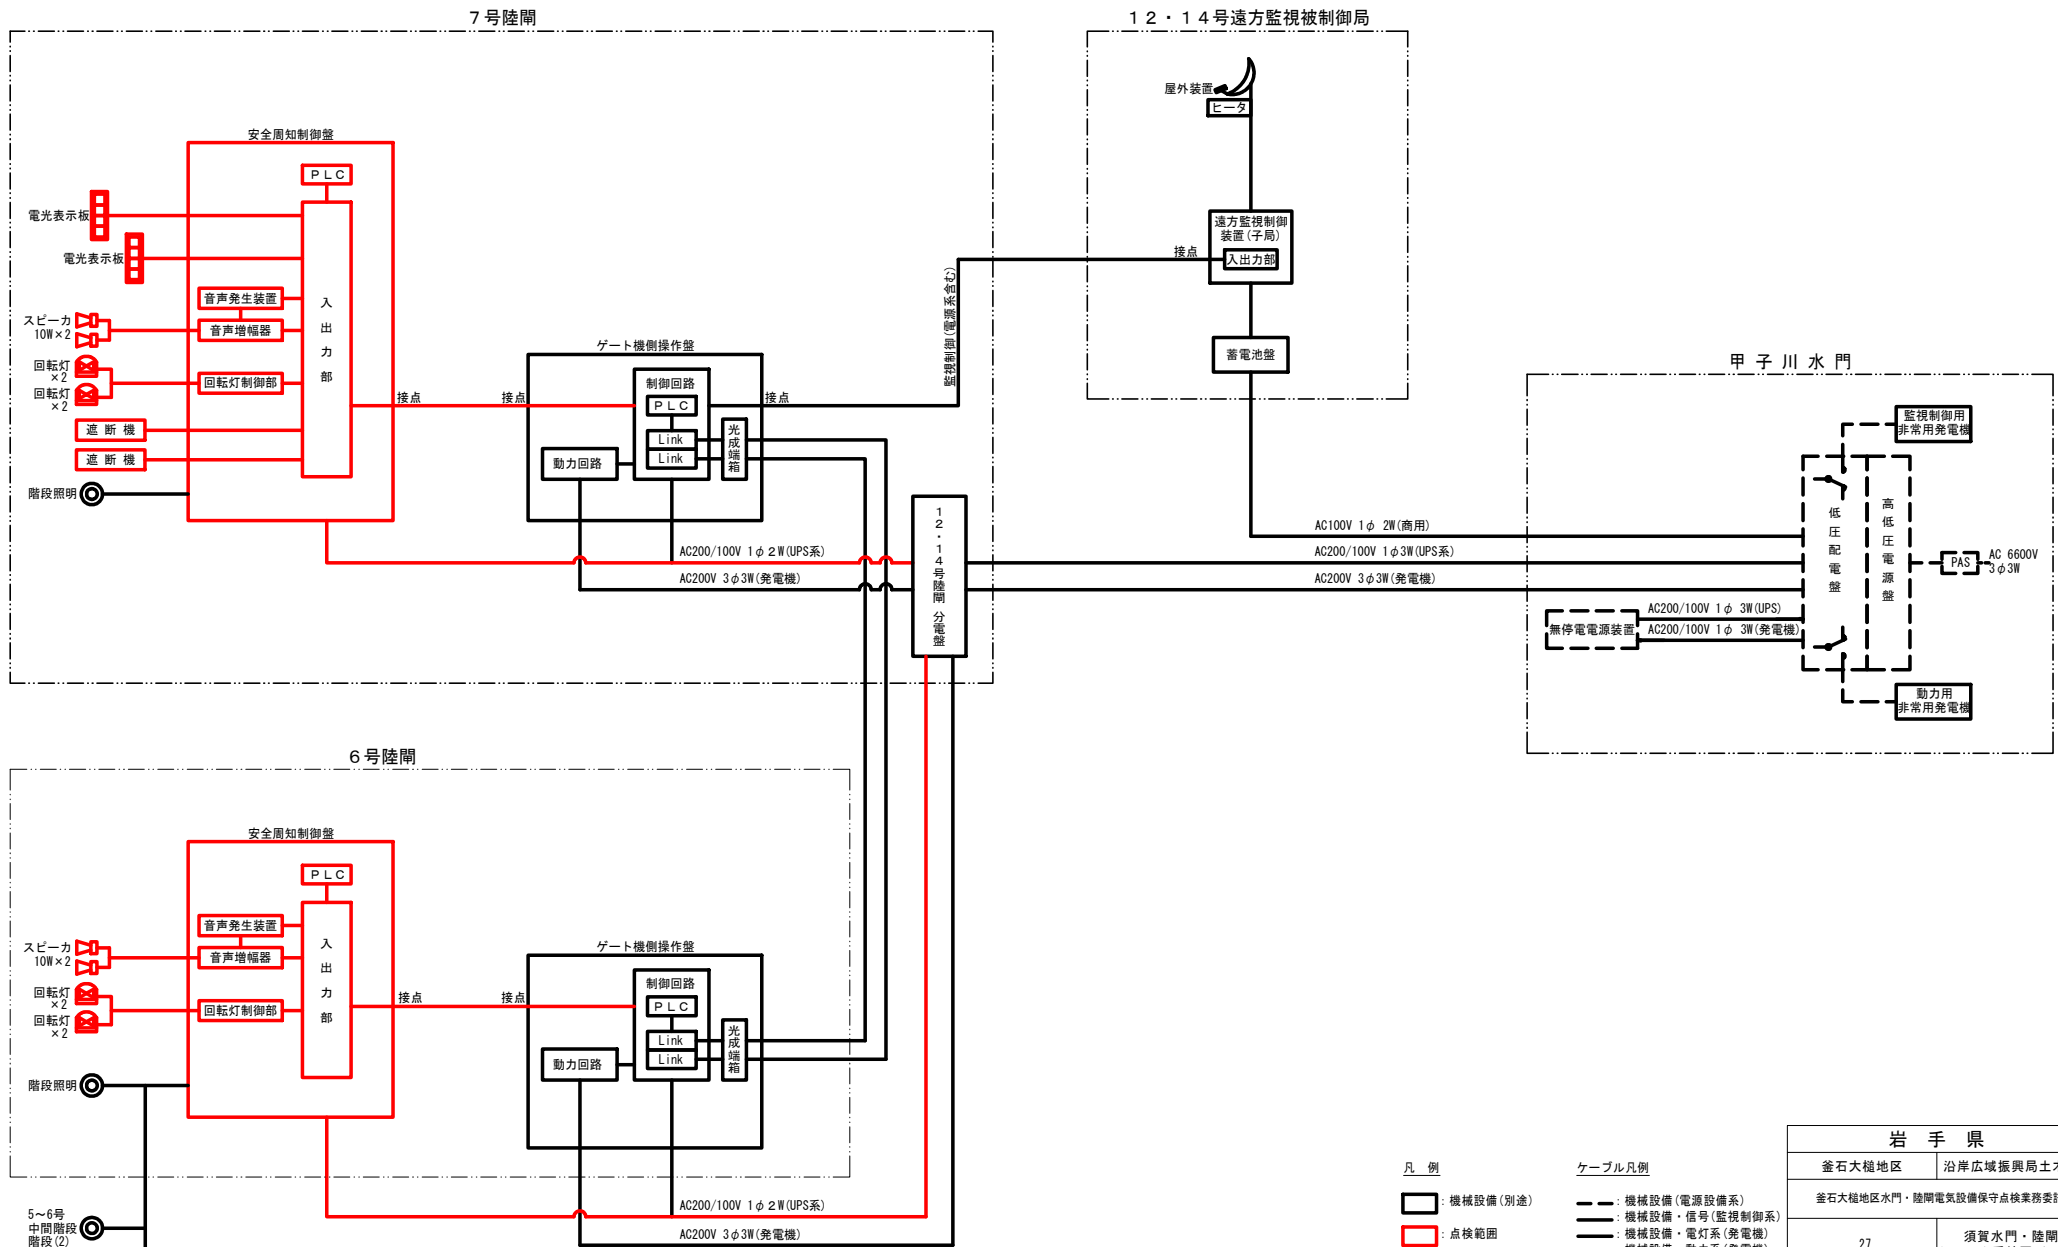 7号陸閘
安全周知制御盤
PLC
電光表示板
電光表示板
音声発生装置
スピーカ
10W×2
音声増幅器
回転灯
×2
回転灯
×2
回転灯制御部
入出力部
遮断機
遮断機
階段照明
接点
接点
ゲート機側操作盤
制御回路
PLC
Link
Link
光成端箱
動力回路
接点
監視制御(電源系含む)
AC200/100V 1φ2W(UPS系)
AC200V 3φ3W(発電機)
12・14号陸閘 分電盤
12・14号遠方監視被制御局
屋外装置
ヒータ
遠方監視制御
装置(子局)
入出力部
接点
蓄電池盤
AC100V 1φ 2W(商用)
AC200/100V 1φ3W(UPS系)
AC200V 3φ3W(発電機)
甲子川水門
監視制御用
非常用発電機
低圧配電盤
高低圧電源盤
PAS
AC 6600V
3φ3W
AC200/100V 1φ 3W(UPS)
無停電電源装置
AC200/100V 1φ 3W(発電機)
動力用
非常用発電機
6号陸閘
安全周知制御盤
PLC
音声発生装置
スピーカ
10W×2
音声増幅器
回転灯
×2
回転灯
×2
回転灯制御部
入出力部
接点
接点
階段照明
5～6号
中間階段
階段(2)
ゲート機側操作盤
制御回路
PLC
Link
Link
光成端箱
動力回路
AC200/100V 1φ2W(UPS系)
AC200V 3φ3W(発電機)
凡 例
: 機械設備(別途)
: 点検範囲
ケーブル凡例
: 機械設備(電源設備系)
: 機械設備・信号(監視制御系)
: 機械設備・電灯系(発電機)
岩 手 県
釜石大槌地区
沿岸広域振興局土木
釜石大槌地区水門・陸閘電気設備保守点検業務委託
27
須賀水門・陸閘